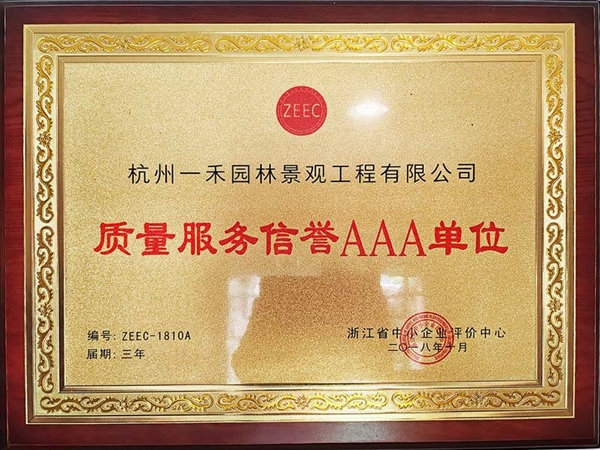 ZEEC
杭州一禾园林景观工程有限公司
质量服务信誉AAA单位
编号: ZEEC-1810A
届期: 三年
浙江省中小企业评价中心
二〇一八年十月